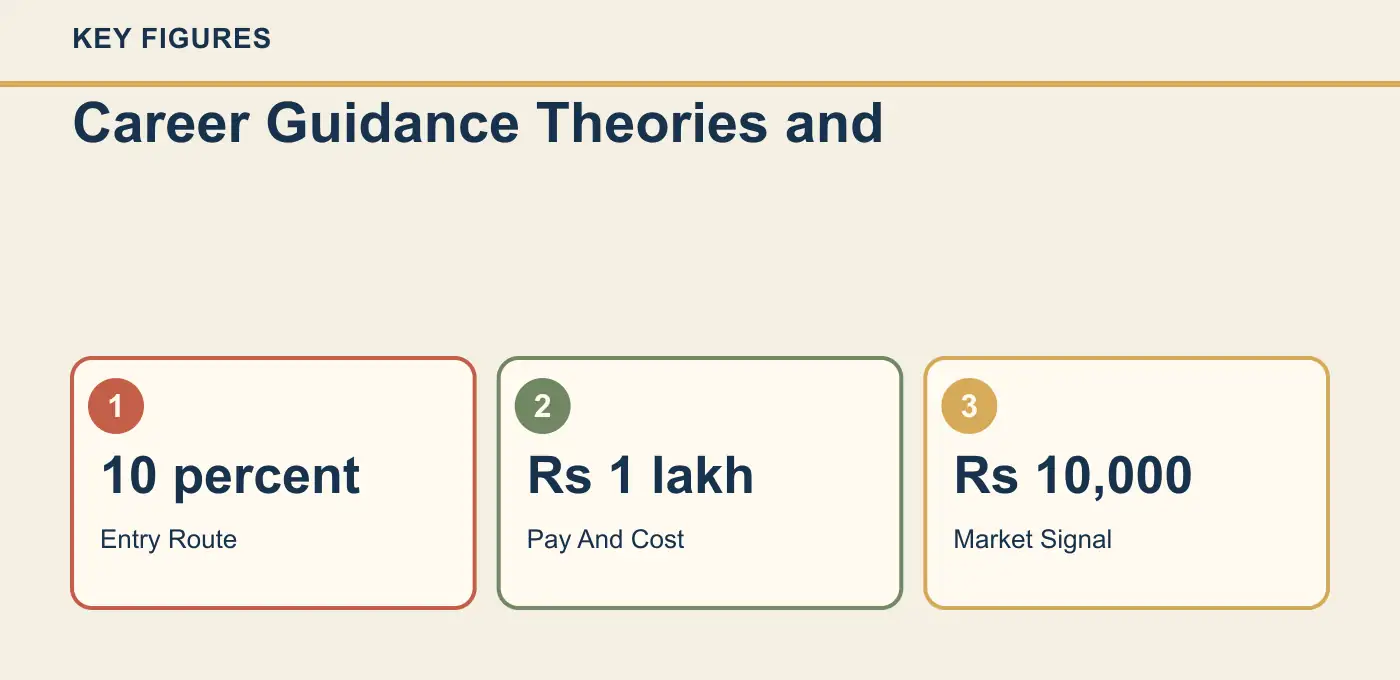 KEY FIGURES
Career Guidance Theories and
1
10 percent
Entry Route
2
Rs 1 lakh
Pay And Cost
3
Rs 10,000
Market Signal